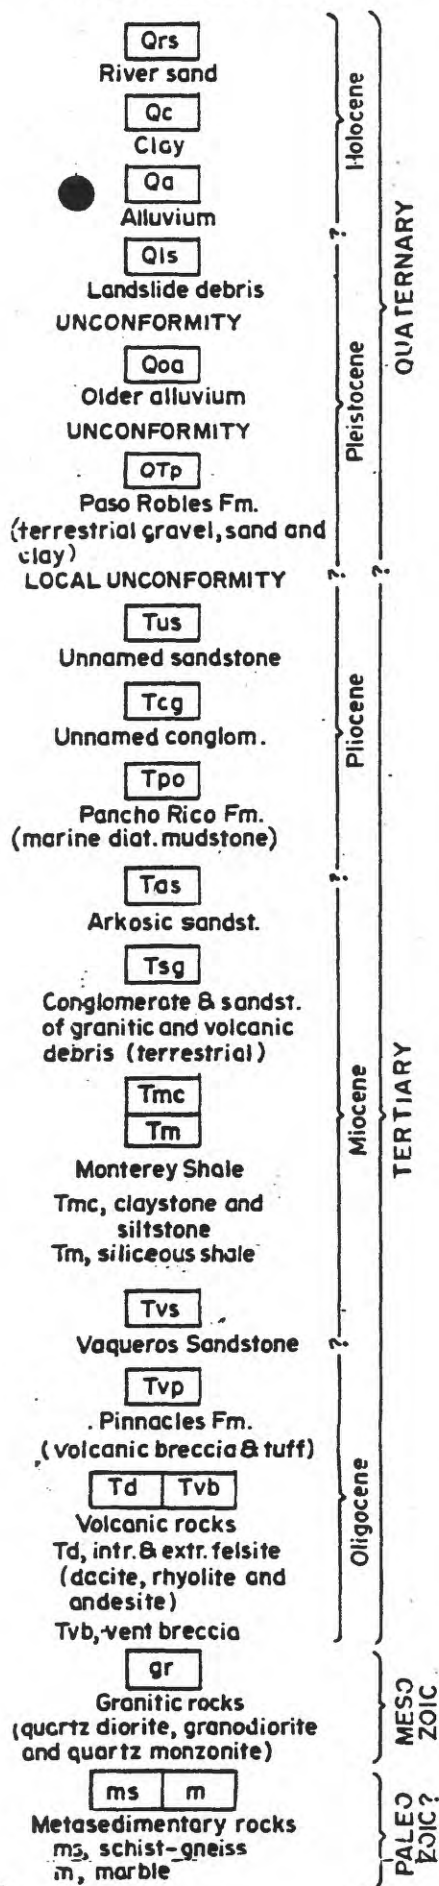 Qrs
River sand
Qc
Clay
Qa
Alluvium
Qls
Landslide debris
UNCONFORMITY
Qoa
Older alluvium
UNCONFORMITY
QTp
Paso Robles Fm.
(terrestrial gravel, sand and
clay)
LOCAL UNCONFORMITY
Tus
Unnamed sandstone
Tcg
Unnamed conglom.
Tpo
Pancho Rico Fm.
(marine diat. mudstone)
Tas
Arkosic sandst.
Tsg
Conglomerate & sandst.
of granitic and volcanic
debris (terrestrial)
Tmc
Tm
Monterey Shale
Tmc, claystone and
siltstone
Tm, siliceous shale
Tvs
Vaqueros Sandstone
Tvp
Pinnacles Fm.
(volcanic breccia & tuff)
Td Tvb
Volcanic rocks
Td, intr. & extr. felsite
(dacite, rhyolite and
andesite)
Tvb, vent breccia
gr
Granitic rocks
(quartz diorite, granodiorite
and quartz monzonite)
ms m
Metasedimentary rocks
ms, schist-gneiss
m, marble
Holocene
?
Pleistocene
?
Pliocene
?
Miocene
?
Oligocene
QUATERNARY
?
TERTIARY
MESO
ZOIC
PALEO
ZOIC?